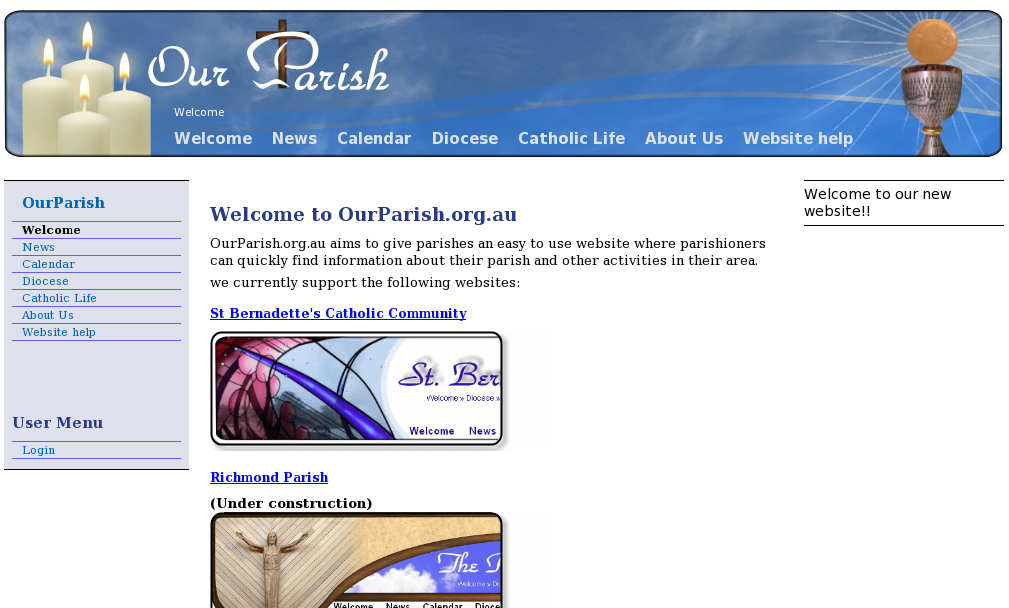 Our Parish
Welcome
Welcome News Calendar Diocese Catholic Life About Us Website help
OurParish
Welcome
News
Calendar
Diocese
Catholic Life
About Us
Website help
User Menu
Login
Welcome to OurParish.org.au
OurParish.org.au aims to give parishes an easy to use website where parishioners
can quickly find information about their parish and other activities in their area.
we currently support the following websites:
St Bernadette's Catholic Community
St. Ber
Welcome » Diocese »
Welcome News
Richmond Parish
(Under construction)
The
Welcome » Di
Welcome News Calendar Dioce
Welcome to our new
website!!